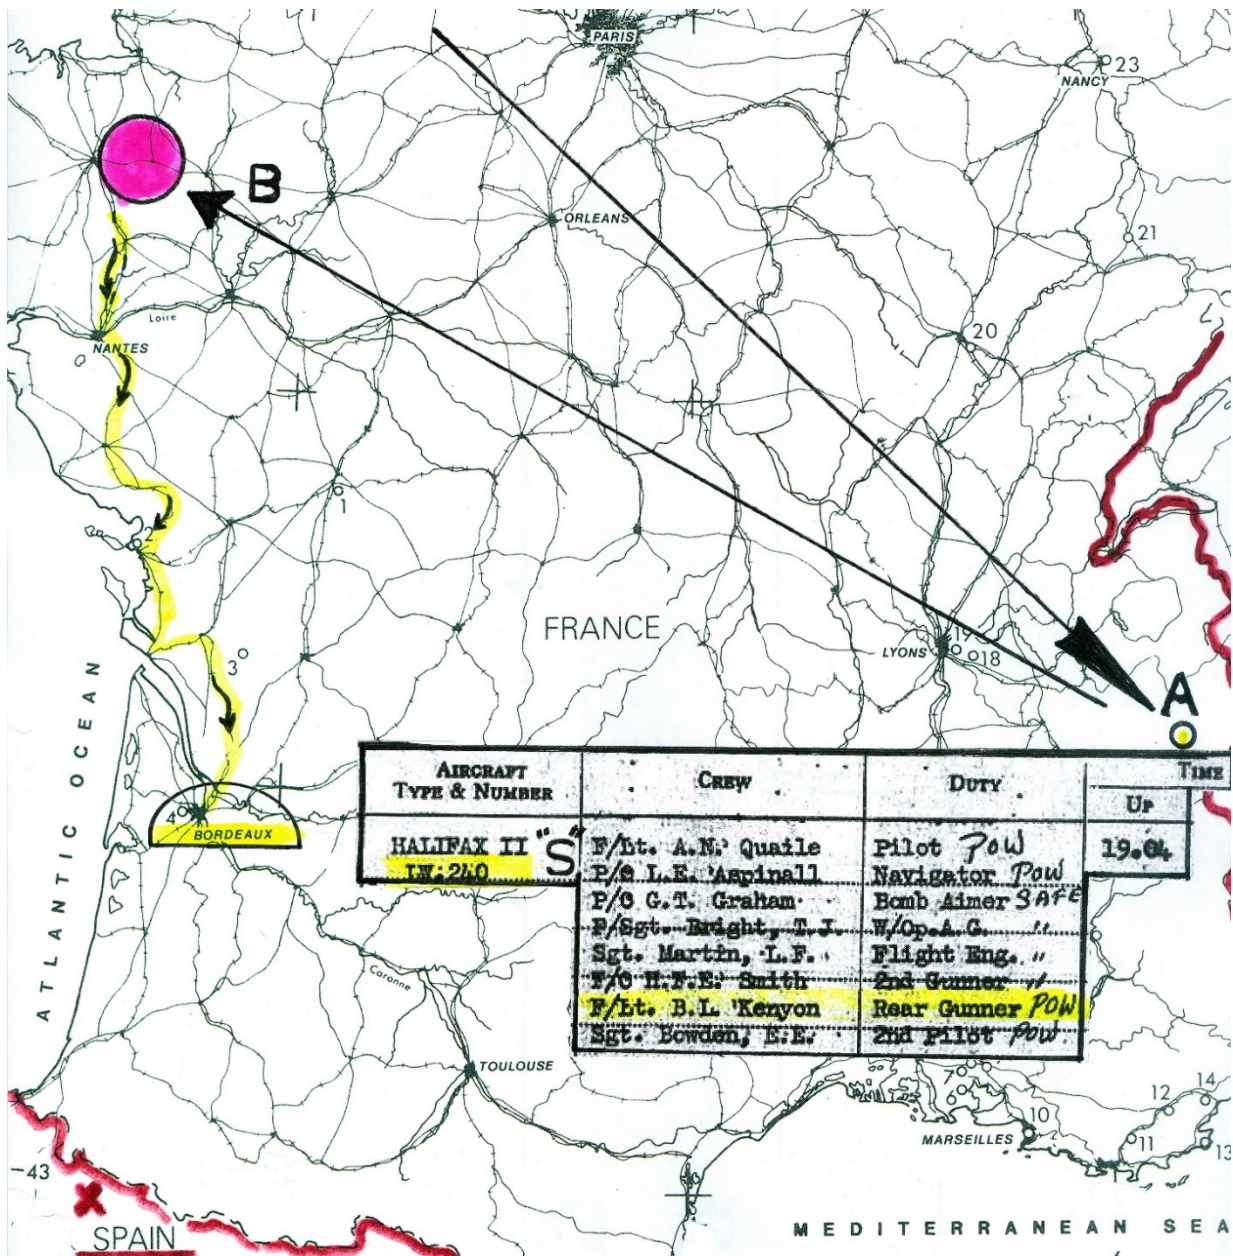 PARIS
23
NANCY
B
ORLEANS
21
Loire
20
NANTES
1
2
FRANCE
19
LYONS
18
3
A
ATLANTIC OCEAN
4
BORDEAUX
AIRCRAFT TYPE & NUMBER CREW DUTY TIME
UP
HALIFAX II "S" F/Lt. A.N. Quaile Pilot POW 19.04
LW.240 P/O L.E. Aspinall Navigator POW
P/O G.T. Graham Bomb Aimer SAFE
F/Sgt. Bright, T.J. W/Op.A.G. "
Sgt. Martin, L.F. Flight Eng. "
F/O H.F.E. Smith 2nd Gunner "
F/Lt. B.L. Kenyon Rear Gunner POW
Sgt. Bowden, E.E. 2nd Pilot POW
Caronne
TOULOUSE
7
6
12
14
10
MARSEILLES
11
13
-43
X
SPAIN
MEDITERRANEAN SEA